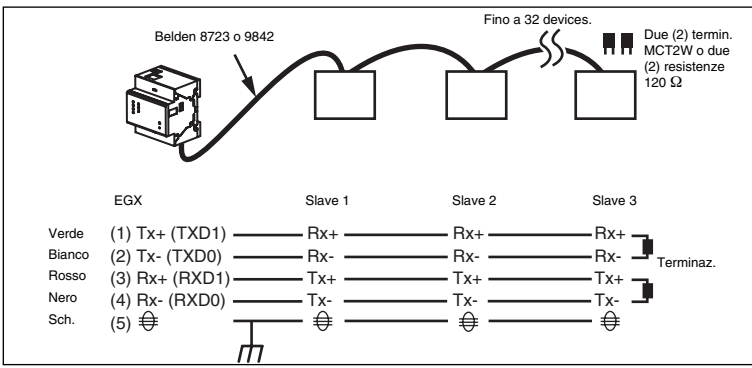 Belden 8723 o 9842
Fino a 32 devices.
Due (2) termin.
MCT2W o due
(2) resistenze
120 Ω
EGX Slave 1 Slave 2 Slave 3
Verde (1) Tx+ (TXD1) Rx+ Rx+ Rx+
Bianco (2) Tx- (TXD0) Rx- Rx- Rx-
Terminaz.
Rosso (3) Rx+ (RXD1) Tx+ Tx+ Tx+
Nero (4) Rx- (RXD0) Tx- Tx- Tx-
Sch. (5)